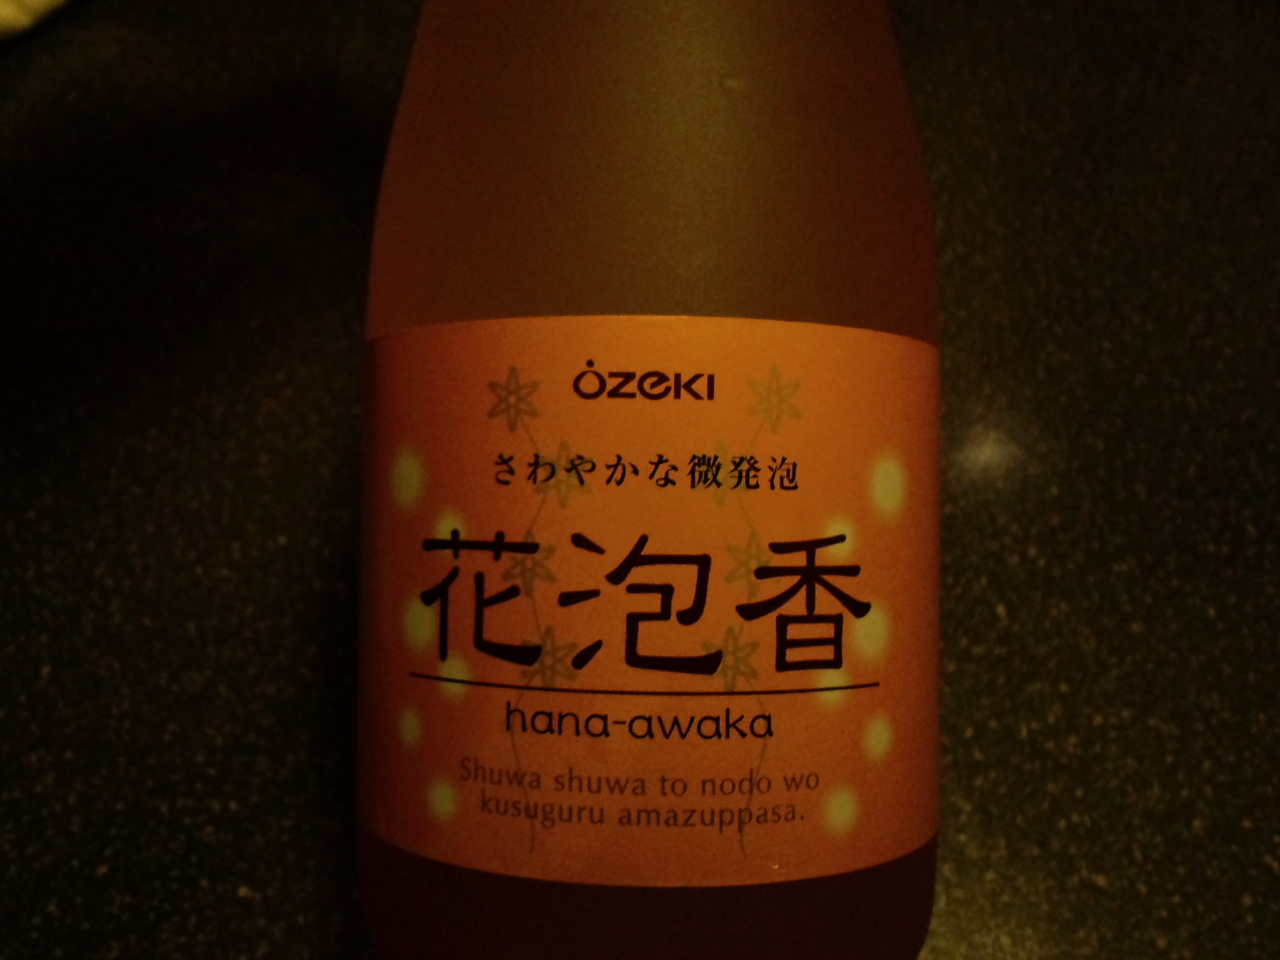 ozeki
さわやかな微発泡
花泡香
hana-awaka
Shuwa shuwa to nodo wo
kusuguru amazuppasa.